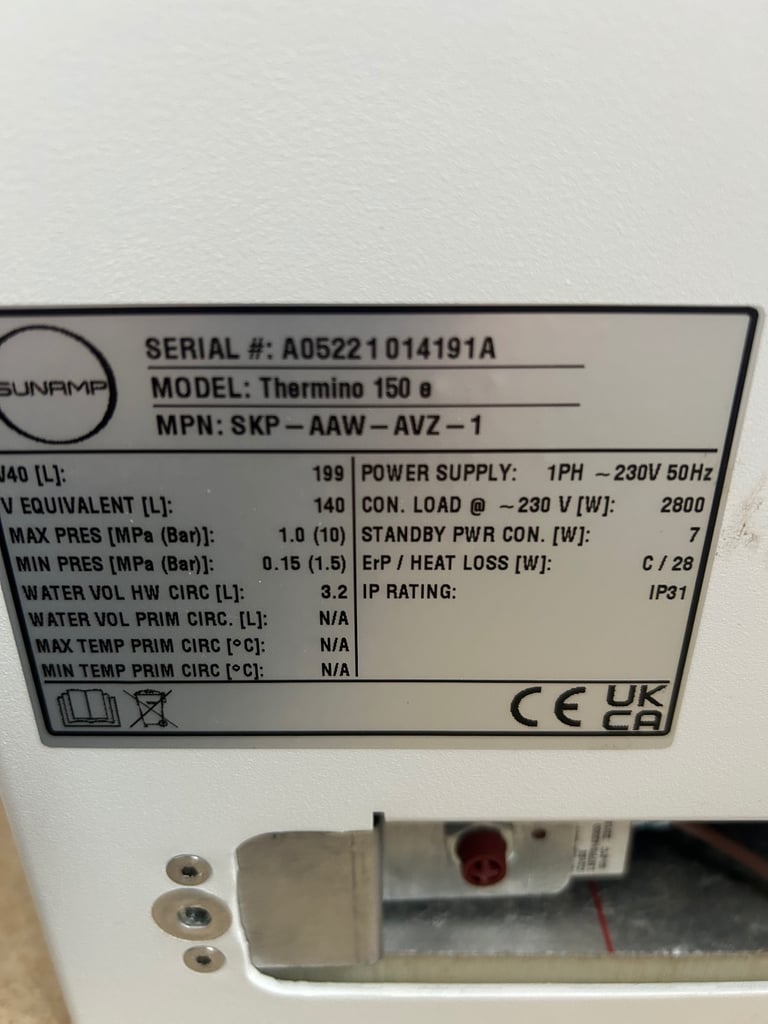 SUNAMP
SERIAL #: A05221014191A
MODEL: Thermino 150 e
MPN: SKP-AAW-AVZ-1
V40 [L]: 199
V EQUIVALENT [L]: 140
MAX PRES [MPa (Bar)]: 1.0 (10)
MIN PRES [MPa (Bar)]: 0.15 (1.5)
WATER VOL HW CIRC [L]: 3.2
WATER VOL PRIM CIRC. [L]: N/A
MAX TEMP PRIM CIRC [°C]: N/A
MIN TEMP PRIM CIRC [°C]: N/A
POWER SUPPLY: 1PH ~230V 50Hz
CON. LOAD @ ~230 V [W]: 2800
STANDBY PWR CON. [W]: 7
ErP / HEAT LOSS [W]: C / 28
IP RATING: IP31
CE UK
CA